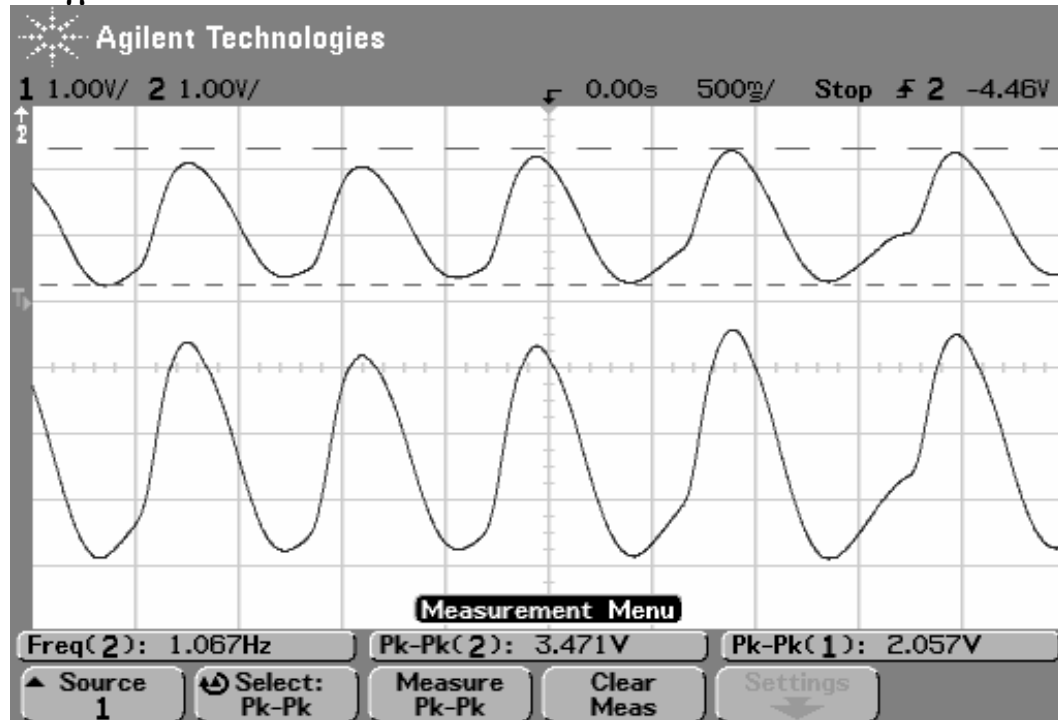 Agilent Technologies
1 1.00V/ 2 1.00V/ 0.00s 500ms/ Stop 2 -4.46V
2
T
Measurement Menu
Freq(2): 1.067Hz Pk-Pk(2): 3.471V Pk-Pk(1): 2.057V
Source Select: Measure Clear Settings
1 Pk-Pk Pk-Pk Meas